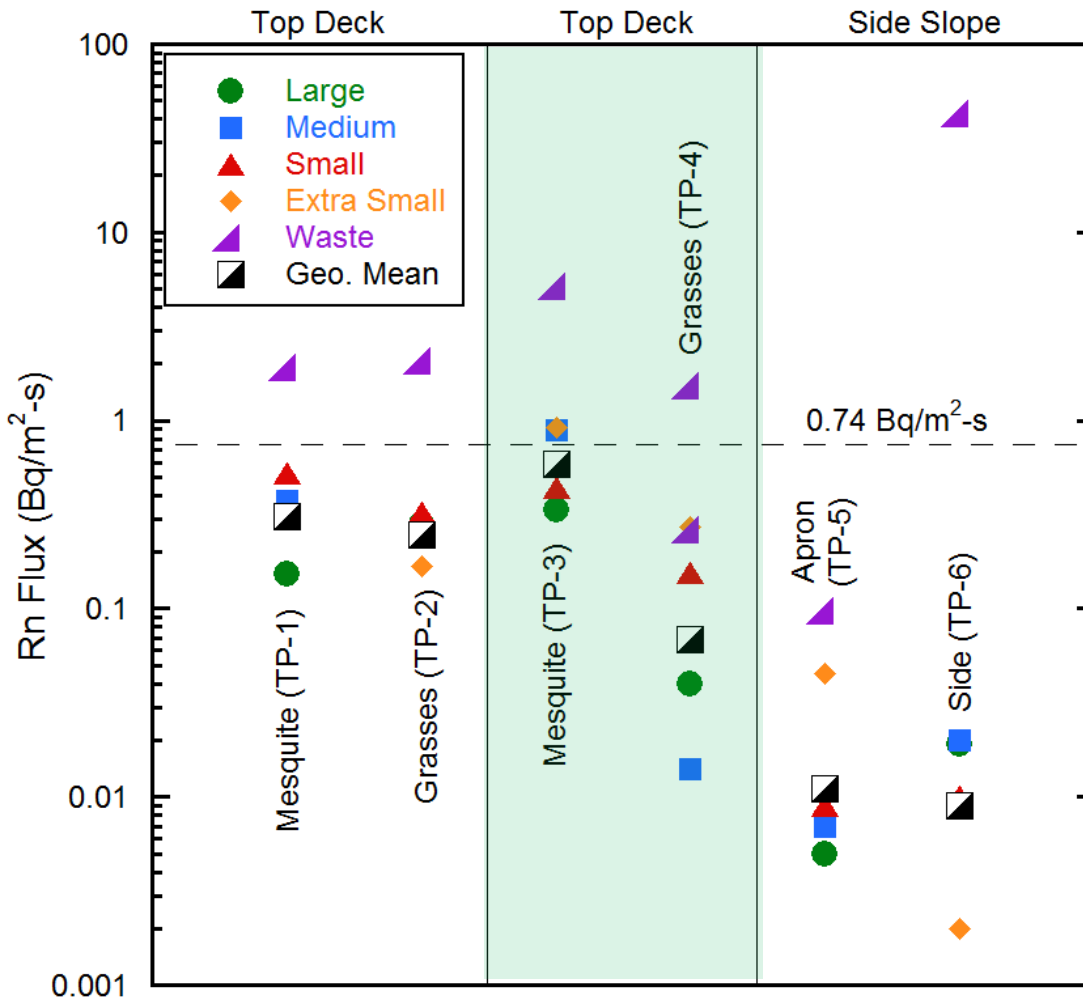 Top Deck
Top Deck
Side Slope
100
10
1
0.1
0.01
0.001
Rn Flux (Bq/m²-s)
Large
Medium
Small
Extra Small
Waste
Geo. Mean
0.74 Bq/m²-s
Mesquite (TP-1)
Grasses (TP-2)
Mesquite (TP-3)
Grasses (TP-4)
Apron
(TP-5)
Side (TP-6)